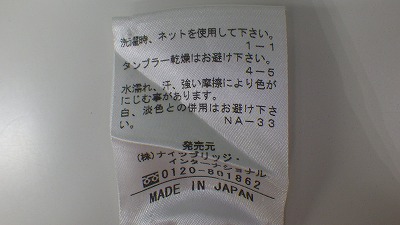 洗濯時、ネットを使用して下さい。
1-1
タンブラー乾燥はお避け下さい。
4-5
水濡れ、汗、強い摩擦により色が
にじむ事があります。
白、淡色との併用はお避け下さ
い。 NA-33
発売元
(株)ナイツブリッジ・
インターナショナル
0120-801862
MADE IN JAPAN